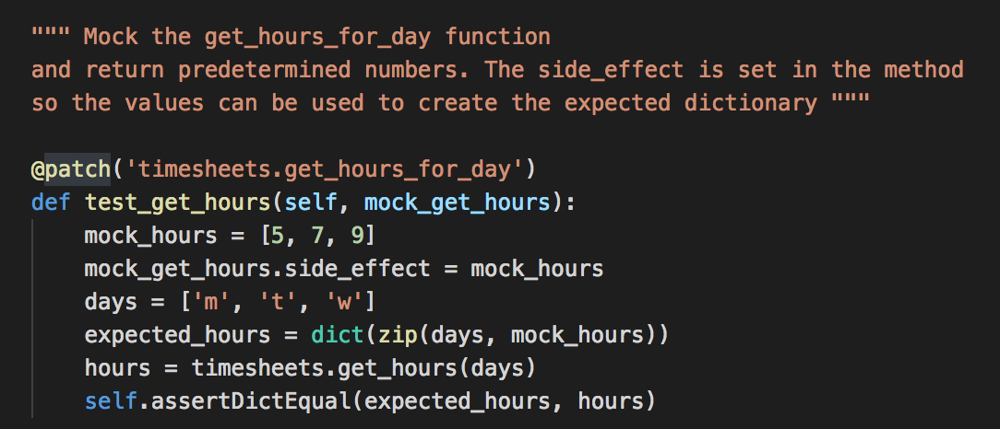 """ Mock the get_hours_for_day function
and return predetermined numbers. The side_effect is set in the method
so the values can be used to create the expected dictionary """
@patch('timesheets.get_hours_for_day')
def test_get_hours(self, mock_get_hours):
    mock_hours = [5, 7, 9]
    mock_get_hours.side_effect = mock_hours
    days = ['m', 't', 'w']
    expected_hours = dict(zip(days, mock_hours))
    hours = timesheets.get_hours(days)
    self.assertDictEqual(expected_hours, hours)